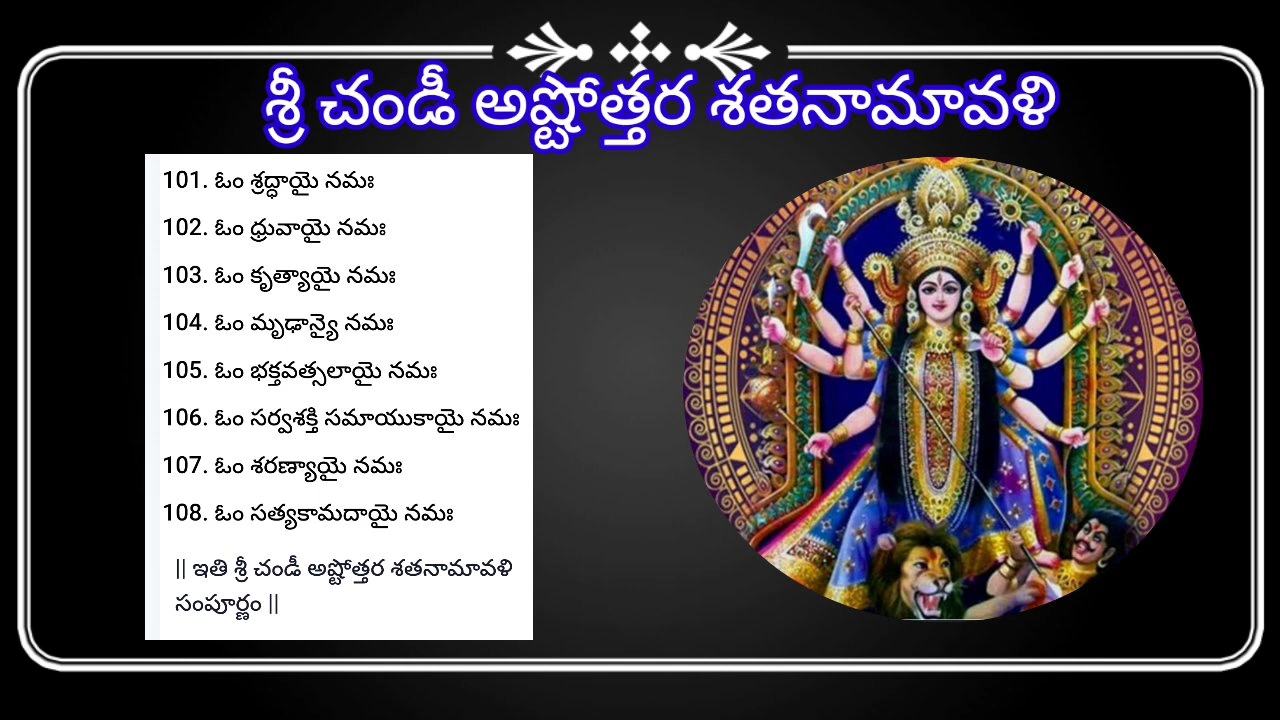 శ్రీ చండీ అష్టోత్తర శతనామావళి
101. ఓం శ్రద్ధాయై నమః
102. ఓం ధ్రువాయై నమః
103. ఓం కృత్యాయై నమః
104. ఓం మృఢాన్యై నమః
105. ఓం భక్తవత్సలాయై నమః
106. ఓం సర్వశక్తి సమాయుకాయై నమః
107. ఓం శరణ్యాయై నమః
108. ఓం సత్యకామదాయై నమః
|| ఇతి శ్రీ చండీ అష్టోత్తర శతనామావళి
సంపూర్ణం ||